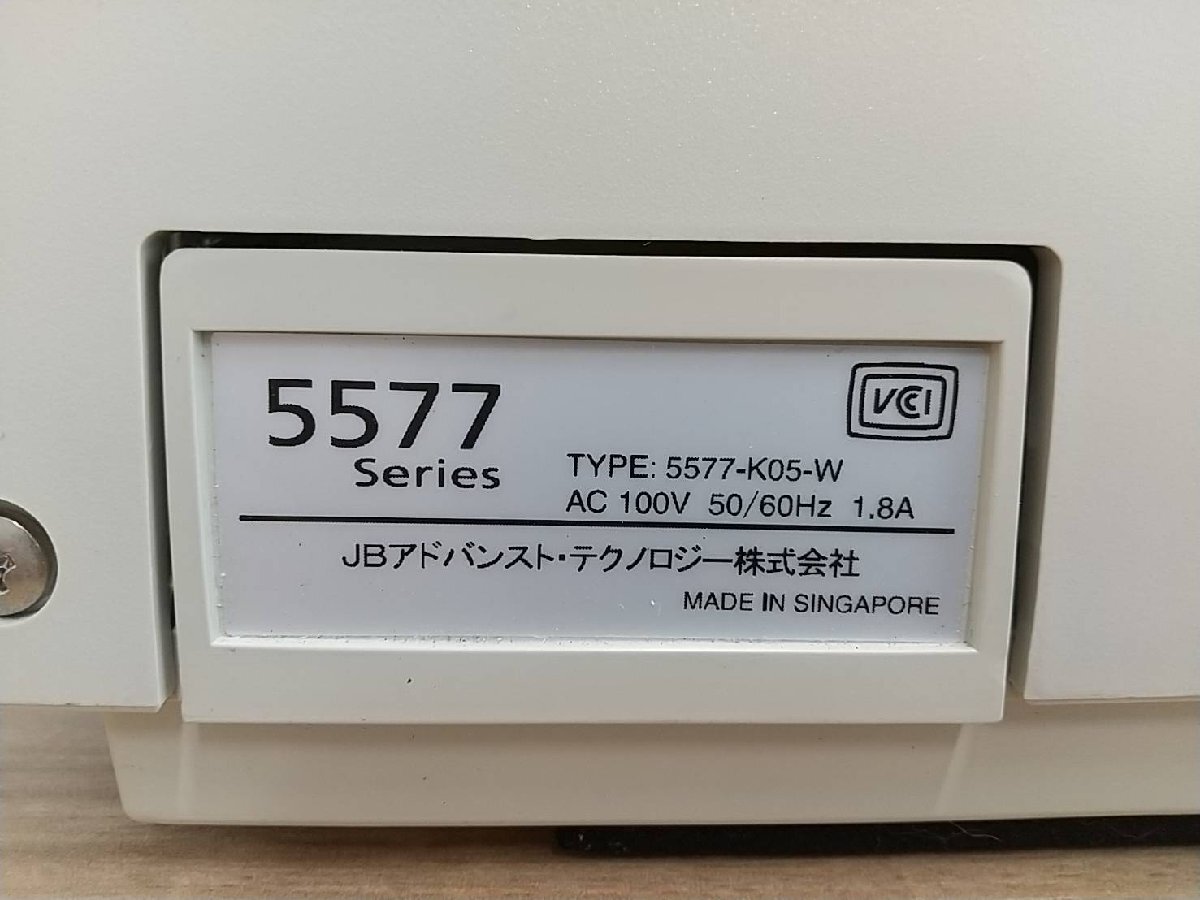 5577
Series
VCCI
TYPE: 5577-K05-W
AC 100V 50/60Hz 1.8A
JBアドバンスト・テクノロジー株式会社
MADE IN SINGAPORE